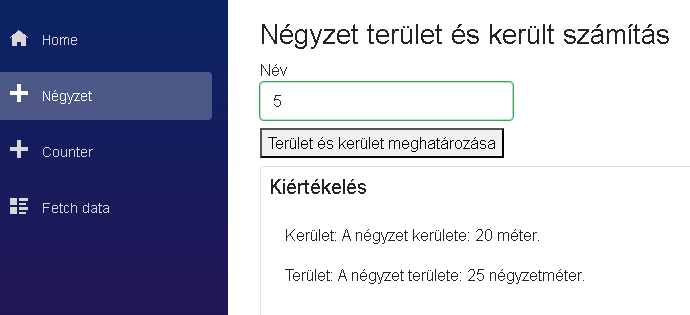 Home
Négyzet
Counter
Fetch data
Négyzet terület és került számítás
Név
5
Terület és kerület meghatározása
Kiértékelés
Kerület: A négyzet kerülete: 20 méter.
Terület: A négyzet területe: 25 négyzetméter.